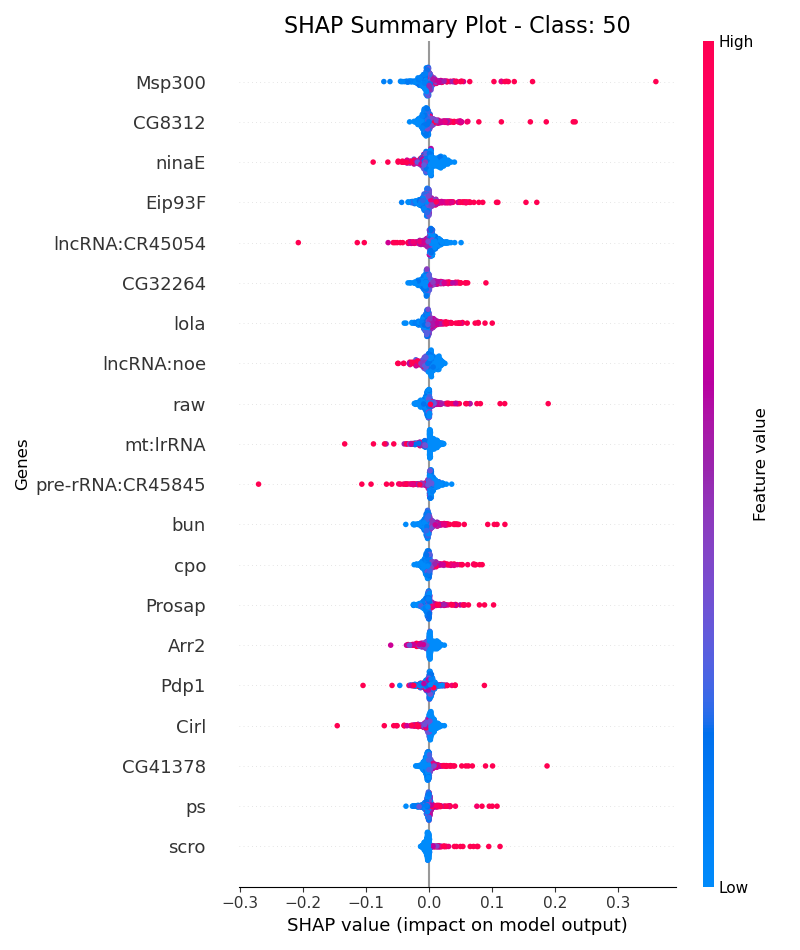 SHAP Summary Plot - Class: 50
High
Msp300
CG8312
ninaE
Eip93F
lncRNA:CR45054
CG32264
lola
lncRNA:noe
raw
mt:lrRNA
pre-rRNA:CR45845
bun
cpo
Prosap
Arr2
Pdp1
Cirl
CG41378
ps
scro
Genes
Feature value
Low
−0.3 −0.2 −0.1 0.0 0.1 0.2 0.3
SHAP value (impact on model output)